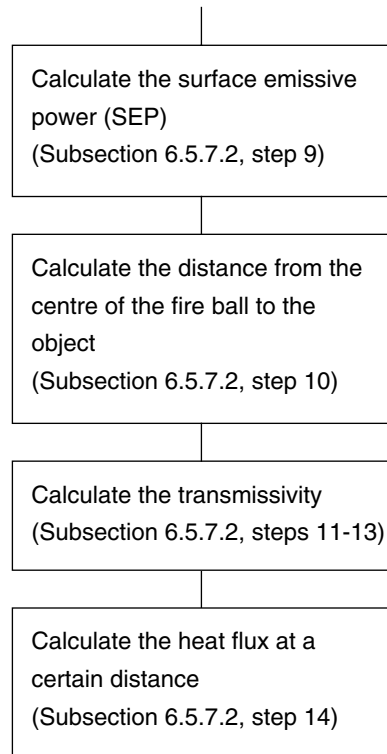 Calculate the surface emissive
power (SEP)
(Subsection 6.5.7.2, step 9)
Calculate the distance from the
centre of the fire ball to the
object
(Subsection 6.5.7.2, step 10)
Calculate the transmissivity
(Subsection 6.5.7.2, steps 11-13)
Calculate the heat flux at a
certain distance
(Subsection 6.5.7.2, step 14)